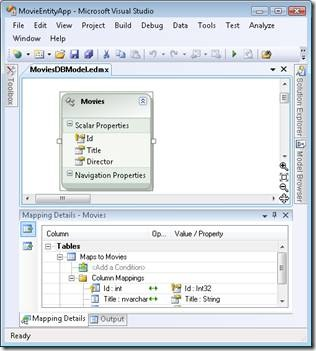 MovieEntityApp - Microsoft Visual Studio
File Edit View Project Build Debug Data Tools Test Analyze
Window Help
MoviesDBModel.edmx
Toolbox
Solution Explorer
Model Browser
Movies
Scalar Properties
Id
Title
Director
Navigation Properties
Mapping Details - Movies
Column Op... Value / Property
Tables
Maps to Movies
<Add a Condition>
Column Mappings
Id : int Id : Int32
Title : nvarchar Title : String
Mapping Details Output
Ready